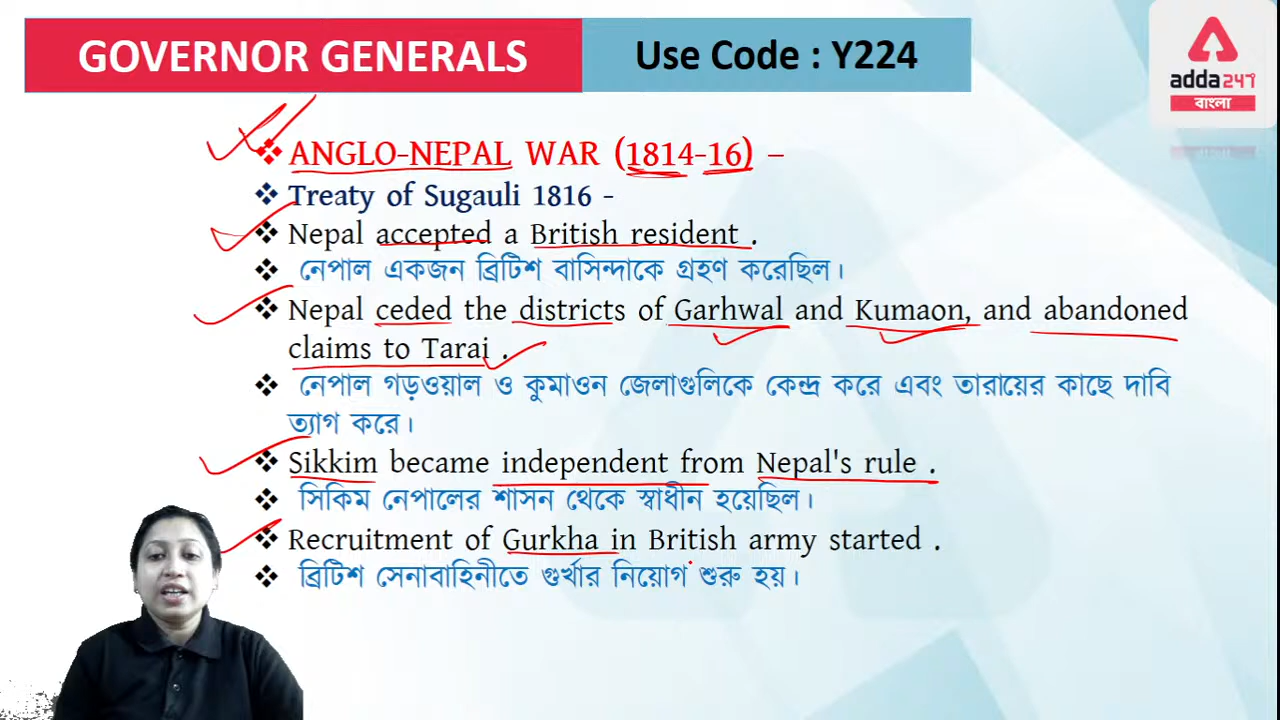 GOVERNOR GENERALS
Use Code : Y224
adda247
বাংলা
ANGLO-NEPAL WAR (1814-16) –
Treaty of Sugauli 1816 -
Nepal accepted a British resident .
নেপাল একজন ব্রিটিশ বাসিন্দাকে গ্রহণ করেছিল।
Nepal ceded the districts of Garhwal and Kumaon, and abandoned
claims to Tarai .
নেপাল গড়ওয়াল ও কুমাওন জেলাগুলিকে কেন্দ্র করে এবং তারায়ের কাছে দাবি
ত্যাগ করে।
Sikkim became independent from Nepal's rule .
সিকিম নেপালের শাসন থেকে স্বাধীন হয়েছিল।
Recruitment of Gurkha in British army started .
ব্রিটিশ সেনাবাহিনীতে গুর্খার নিয়োগ শুরু হয়।